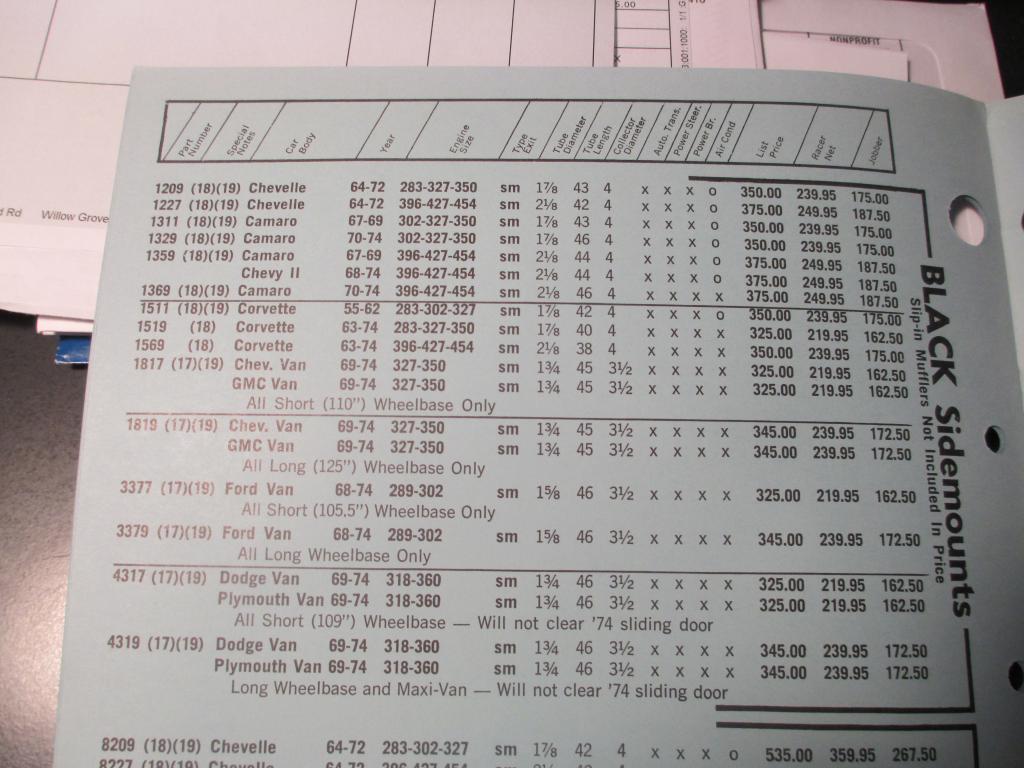 5.00
NONPROFIT
Rd Willow Grove
Part Number Special Notes Car Body Year Engine Size Type Exit Tube Diameter Tube Length Collector Diameter Auto. Trans. Power Steer. Power Br. Air Cond List Price Racer Net Jobber
1209 (18)(19) Chevelle 64-72 283-327-350 sm 1⅞ 43 4 x x x o 350.00 239.95 175.00
1227 (18)(19) Chevelle 64-72 396-427-454 sm 2⅛ 42 4 x x x o 375.00 249.95 187.50
1311 (18)(19) Camaro 67-69 302-327-350 sm 1⅞ 43 4 x x x o 350.00 239.95 175.00
1329 (18)(19) Camaro 70-74 302-327-350 sm 1⅞ 46 4 x x x o 350.00 239.95 175.00
1359 (18)(19) Camaro 67-69 396-427-454 sm 2⅛ 44 4 x x x o 375.00 249.95 187.50
Chevy II 68-74 396-427-454 sm 2⅛ 44 4 x x x o 375.00 249.95 187.50
1369 (18)(19) Camaro 70-74 396-427-454 sm 2⅛ 46 4 x x x x 375.00 249.95 187.50
1511 (18)(19) Corvette 55-62 283-302-327 sm 1⅞ 42 4 x x x o 350.00 239.95 175.00
1519 (18) Corvette 63-74 283-327-350 sm 1⅞ 40 4 x x x x 325.00 219.95 162.50
1569 (18) Corvette 63-74 396-427-454 sm 2⅛ 38 4 x x x x 350.00 239.95 175.00
1817 (17)(19) Chev. Van 69-74 327-350 sm 1¾ 45 3½ x x x x 325.00 219.95 162.50
GMC Van 69-74 327-350 sm 1¾ 45 3½ x x x x 325.00 219.95 162.50
All Short (110") Wheelbase Only
1819 (17)(19) Chev. Van 69-74 327-350 sm 1¾ 45 3½ x x x x 345.00 239.95 172.50
GMC Van 69-74 327-350 sm 1¾ 45 3½ x x x x 345.00 239.95 172.50
All Long (125") Wheelbase Only
3377 (17)(19) Ford Van 68-74 289-302 sm 1⅝ 46 3½ x x x x 325.00 219.95 162.50
All Short (105.5") Wheelbase Only
3379 (17)(19) Ford Van 68-74 289-302 sm 1⅝ 46 3½ x x x x 345.00 239.95 172.50
All Long Wheelbase Only
4317 (17)(19) Dodge Van 69-74 318-360 sm 1¾ 46 3½ x x x x 325.00 219.95 162.50
Plymouth Van 69-74 318-360 sm 1¾ 46 3½ x x x x 325.00 219.95 162.50
All Short (109") Wheelbase — Will not clear '74 sliding door
4319 (17)(19) Dodge Van 69-74 318-360 sm 1¾ 46 3½ x x x x 345.00 239.95 172.50
Plymouth Van 69-74 318-360 sm 1¾ 46 3½ x x x x 345.00 239.95 172.50
Long Wheelbase and Maxi-Van — Will not clear '74 sliding door
BLACK Sidemounts
Slip-in Mufflers Not Included In Price
8209 (18)(19) Chevelle 64-72 283-302-327 sm 1⅞ 42 4 x x x o 535.00 359.95 267.50
8227 (18)(19) Chevelle 64-72 396-427-454